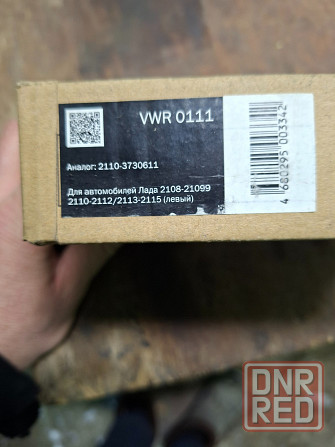 VWR 0111
Аналог: 2110-3730611
Для автомобилей Лада 2108-21099
2110-2112/2113-2115 (левый)
4 680295 003342
DNR
RED